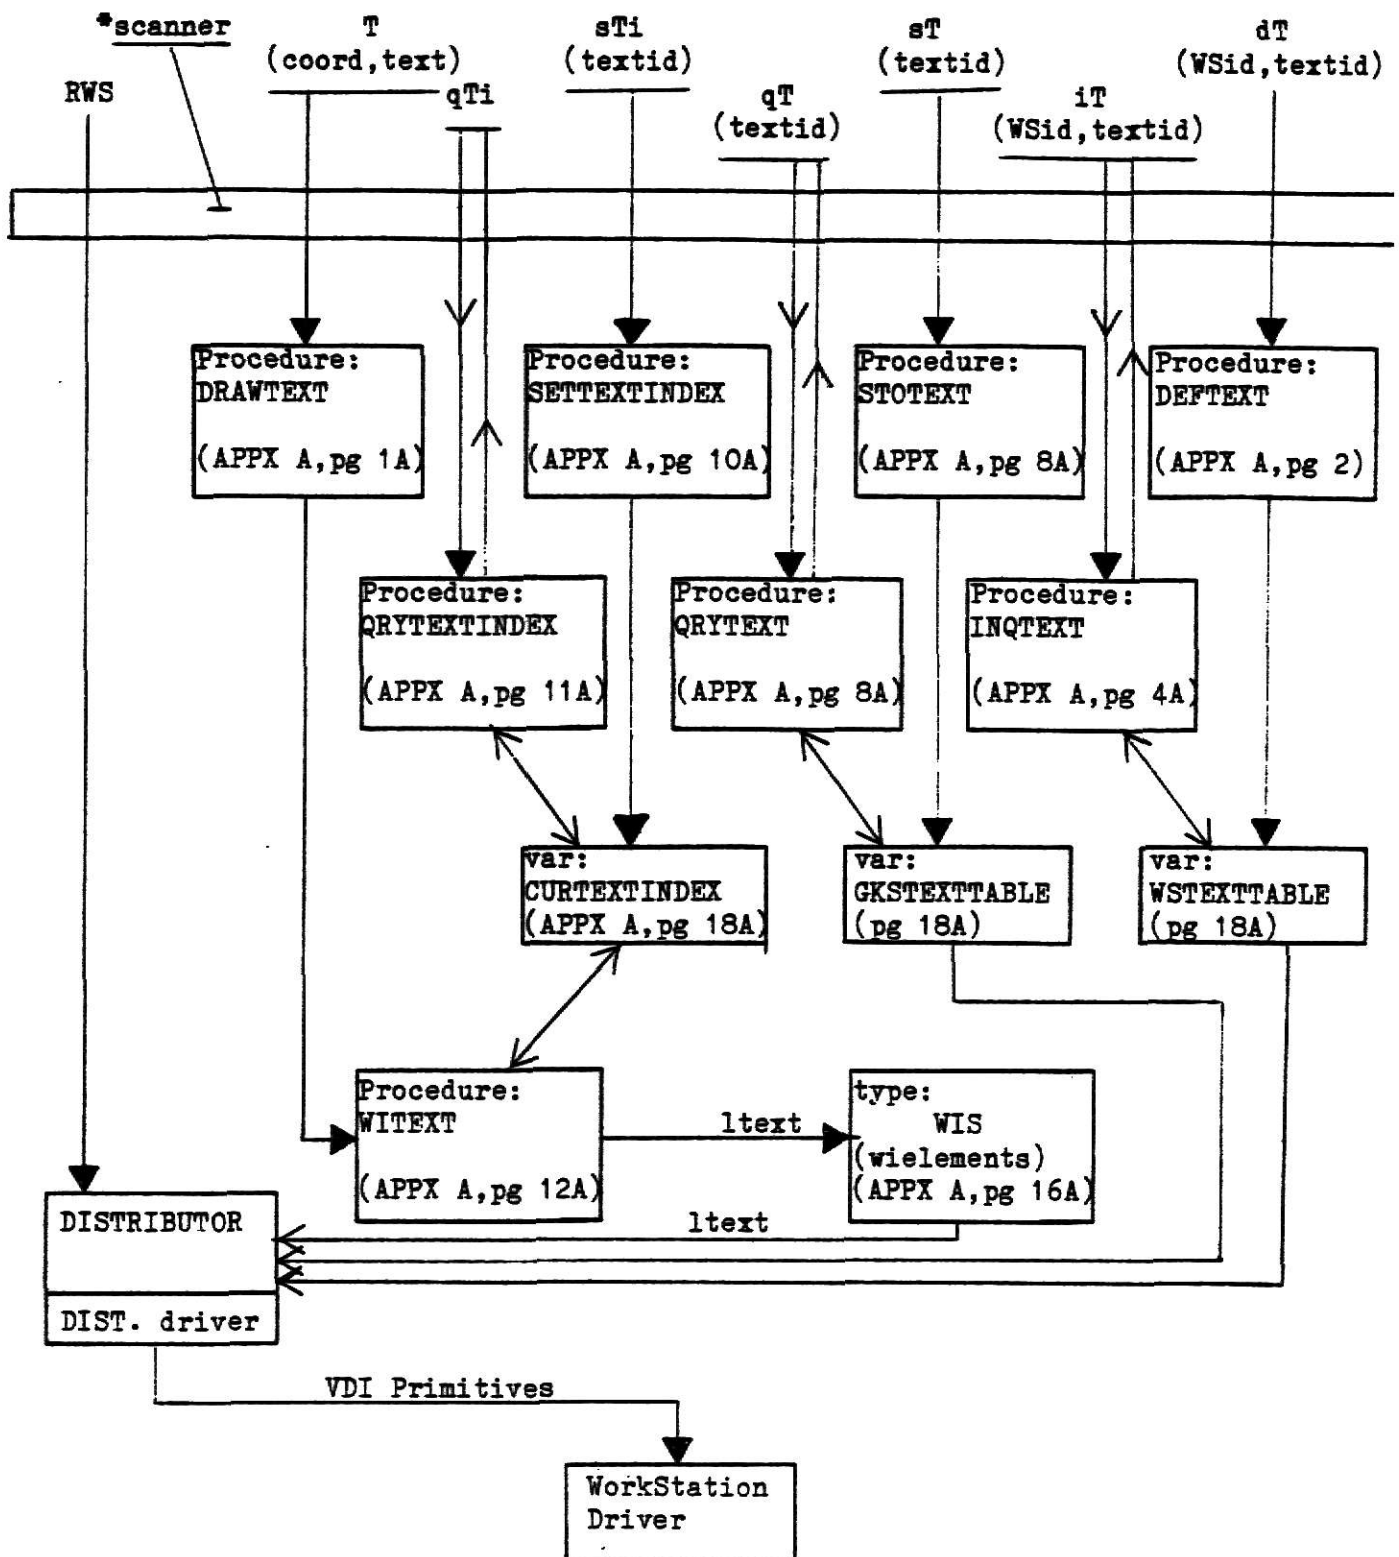 *scanner
T
(coord,text)
sTi
(textid)
sT
(textid)
dT
(WSid,textid)
RWS
qTi
qT
(textid)
iT
(WSid,textid)
Procedure:
DRAWTEXT
(APPX A,pg 1A)
Procedure:
SETTEXTINDEX
(APPX A,pg 10A)
Procedure:
STOTEXT
(APPX A,pg 8A)
Procedure:
DEFTEXT
(APPX A,pg 2)
Procedure:
QRYTEXTINDEX
(APPX A,pg 11A)
Procedure:
QRYTEXT
(APPX A,pg 8A)
Procedure:
INQTEXT
(APPX A,pg 4A)
var:
CURTEXTINDEX
(APPX A,pg 18A)
var:
GKSTEXTTABLE
(pg 18A)
var:
WSTEXTTABLE
(pg 18A)
Procedure:
WITEXT
(APPX A,pg 12A)
ltext
type:
WIS
(wielements)
(APPX A,pg 16A)
ltext
DISTRIBUTOR
DIST. driver
VDI Primitives
WorkStation
Driver